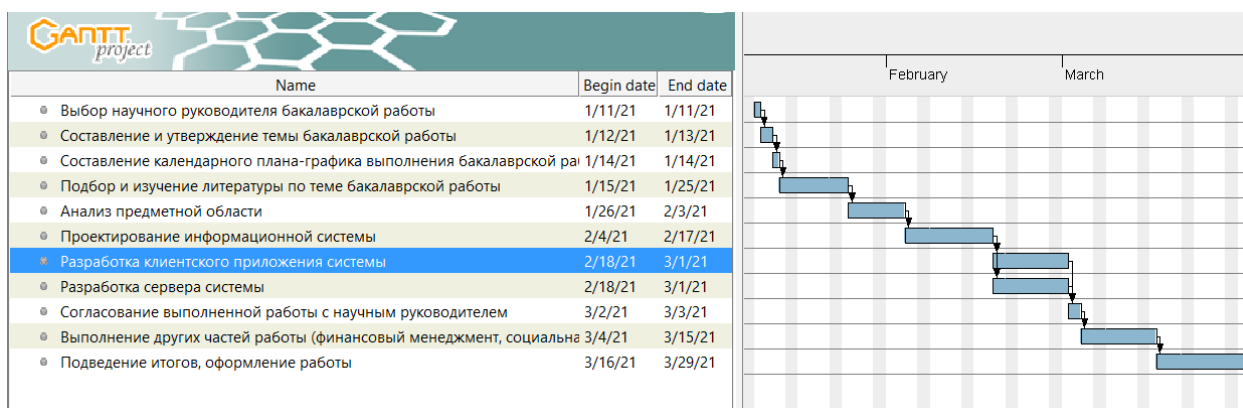 GANTT
project
Name Begin date End date
February March
Выбор научного руководителя бакалаврской работы 1/11/21 1/11/21
Составление и утверждение темы бакалаврской работы 1/12/21 1/13/21
Составление календарного плана-графика выполнения бакалаврской ра 1/14/21 1/14/21
Подбор и изучение литературы по теме бакалаврской работы 1/15/21 1/25/21
Анализ предметной области 1/26/21 2/3/21
Проектирование информационной системы 2/4/21 2/17/21
Разработка клиентского приложения системы 2/18/21 3/1/21
Разработка сервера системы 2/18/21 3/1/21
Согласование выполненной работы с научным руководителем 3/2/21 3/3/21
Выполнение других частей работы (финансовый менеджмент, социальна 3/4/21 3/15/21
Подведение итогов, оформление работы 3/16/21 3/29/21